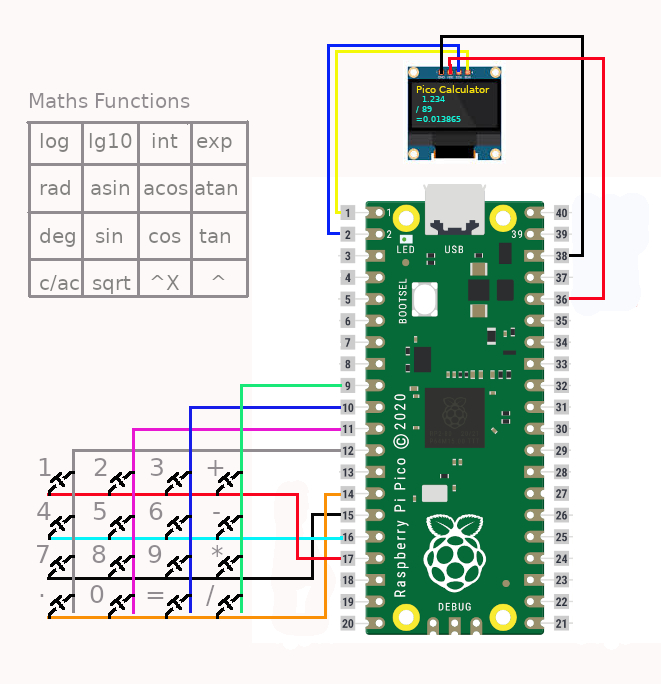 Pico Calculator
1.234
/ 89
=0.013865
Maths Functions
log lg10 int exp
rad asin acos atan
deg sin cos tan
c/ac sqrt ^X ^
1 1 40
2 2 39 39
LED USB
3 38
4 37
BOOTSEL
5 36
6 35
7 34
8 33
9 32
10 31
11 30
12 29
13 28
14 27
15 26
16 25
17 24
18 23
19 22
20 21
Raspberry Pi Pico © 2020
DEBUG
1 2 3 +
4 5 6 -
7 8 9 *
. 0 = /